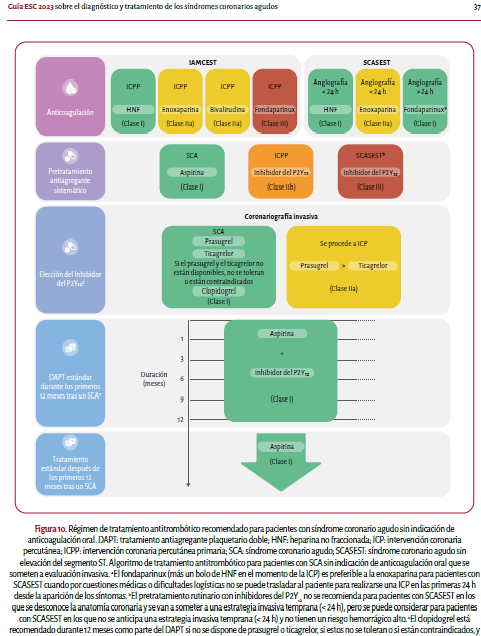 Guía ESC 2023 sobre el diagnóstico y tratamiento de los síndromes coronarios agudos
37
IAMCEST
SCASEST
Anticoagulación
ICPP
HNF
(Clase I)
ICPP
Enoxaparina
(Clase IIa)
ICPP
Bivalirudina
(Clase IIa)
ICPP
Fondaparinux
(Clase III)
Angiografía
< 24 h
HNF
(Clase I)
Angiografía
< 24 h
Enoxaparina
(Clase IIa)
Angiografía
> 24 h
Fondaparinuxᵃ
(Clase I)
Pretratamiento
antiagregante
sistemático
SCA
Aspirina
(Clase I)
ICPP
Inhibidor del P2Y₁₂
(Clase IIb)
SCASESTᵇ
Inhibidor del P2Y₁₂
(Clase III)
Elección del Inhibidor
del P2Y₁₂ᶜ
Coronariografía invasiva
SCA
Prasugrel
Ticagrelor
Si el prasugrel y el ticagrelor no
están disponibles, no se toleran
o están contraindicados
Clopidogrel
(Clase I)
Se procede a ICP
Prasugrel > Ticagrelor
(Clase IIa)
DAPT estándar
durante los primeros
12 meses tras un SCAᶜ
Duración
(meses)
1
3
6
9
12
Aspirina
+
Inhibidor del P2Y₁₂
(Clase I)
Tratamiento
estándar después de
los primeros 12
meses tras un SCA
Aspirina
(Clase I)
Figura 10. Régimen de tratamiento antitrombótico recomendado para pacientes con síndrome coronario agudo sin indicación de
anticoagulación oral. DAPT: tratamiento antiagregante plaquetario doble; HNF: heparina no fraccionada; ICP: intervención coronaria
percutánea; ICPP: intervención coronaria percutánea primaria; SCA: síndrome coronario agudo; SCASEST: síndrome coronario agudo sin
elevación del segmento ST. Algoritmo de tratamiento antitrombótico para pacientes con SCA sin indicación de anticoagulación oral que se
someten a evaluación invasiva. ᵃEl fondaparinux (más un bolo de HNF en el momento de la ICP) es preferible a la enoxaparina para pacientes con
SCASEST cuando por cuestiones médicas o dificultades logísticas no se puede trasladar al paciente para realizarse una ICP en las primeras 24 h
desde la aparición de los síntomas. ᵇEl pretratamiento rutinario con inhibidores del P2Y₁₂ no se recomienda para pacientes con SCASEST en los
que se desconoce la anatomía coronaria y se van a someter a una estrategia invasiva temprana (< 24 h), pero se puede considerar para pacientes
con SCASEST en los que no se anticipa una estrategia invasiva temprana (< 24 h) y no tienen un riesgo hemorrágico alto. ᶜEl clopidogrel está
recomendado durante 12 meses como parte del DAPT si no se dispone de prasugrel o ticagrelor, si estos no se toleran o si están contraindicados, y